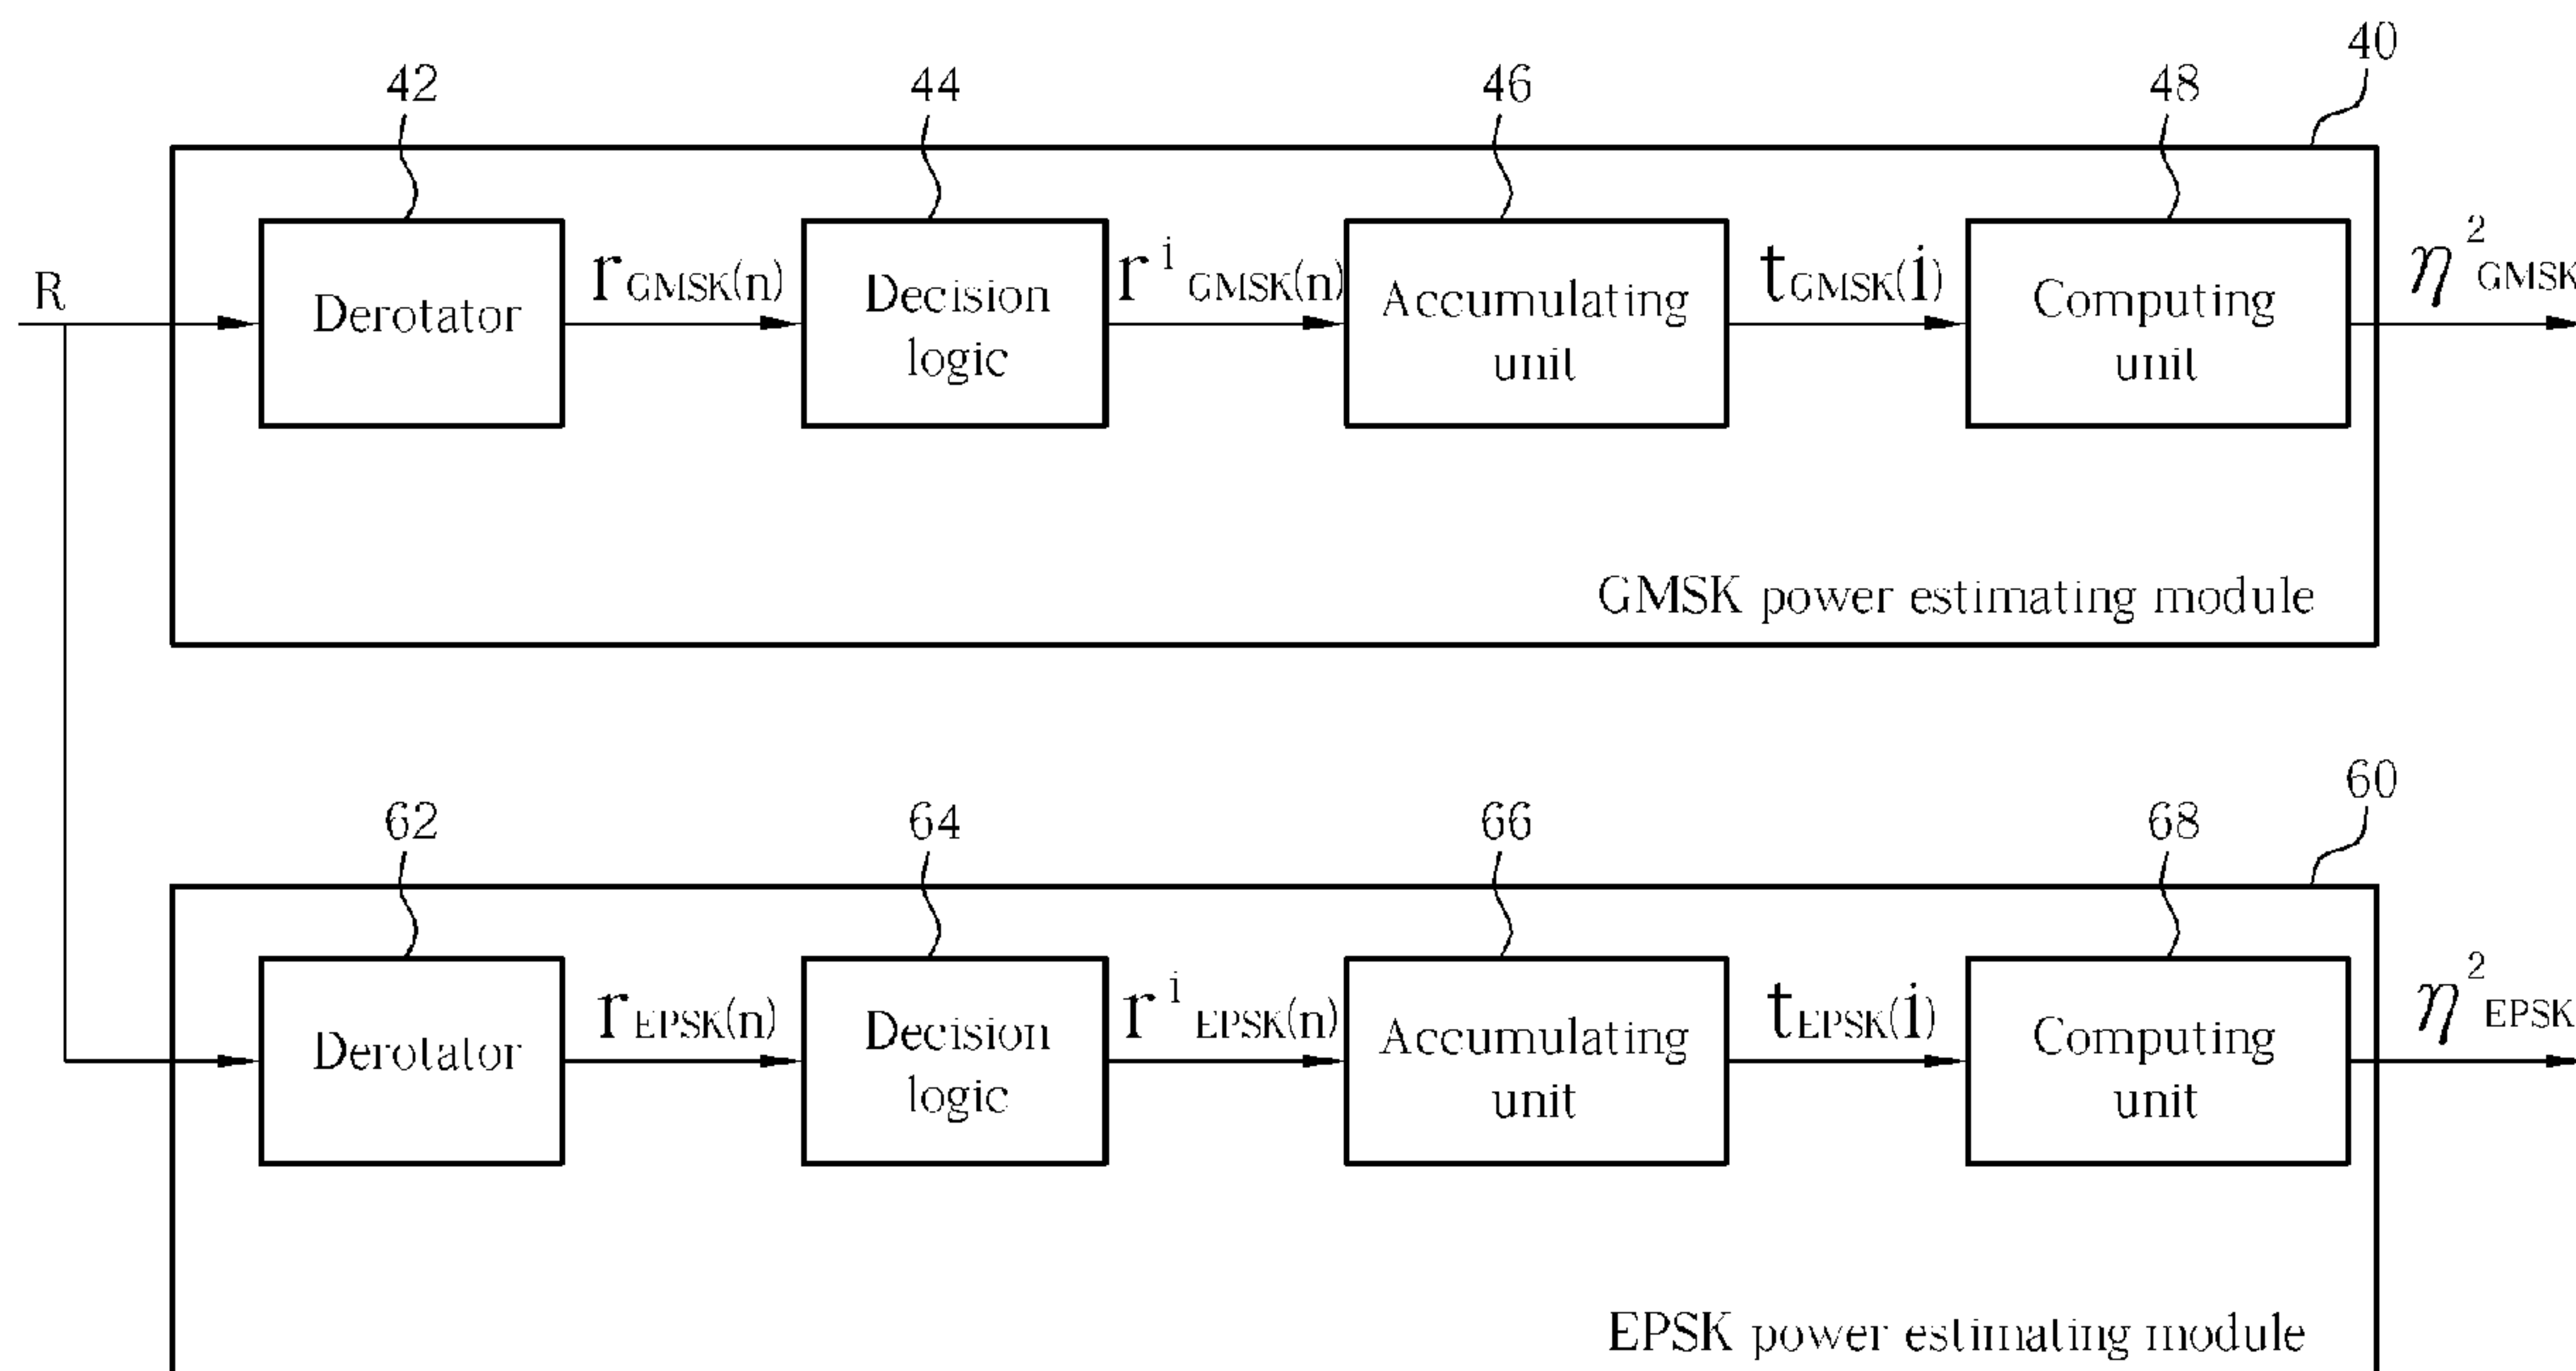 40
42 44 46 48
R
Derotator
r GMSK(n)
Decision
logic
r i GMSK(n)
Accumulating
unit
tGMSK(i)
Computing
unit
η 2 GMSK
GMSK power estimating module
60
62 64 66 68
Derotator
r EPSK(n)
Decision
logic
r i EPSK(n)
Accumulating
unit
tEPSK(i)
Computing
unit
η 2 EPSK
EPSK power estimating module